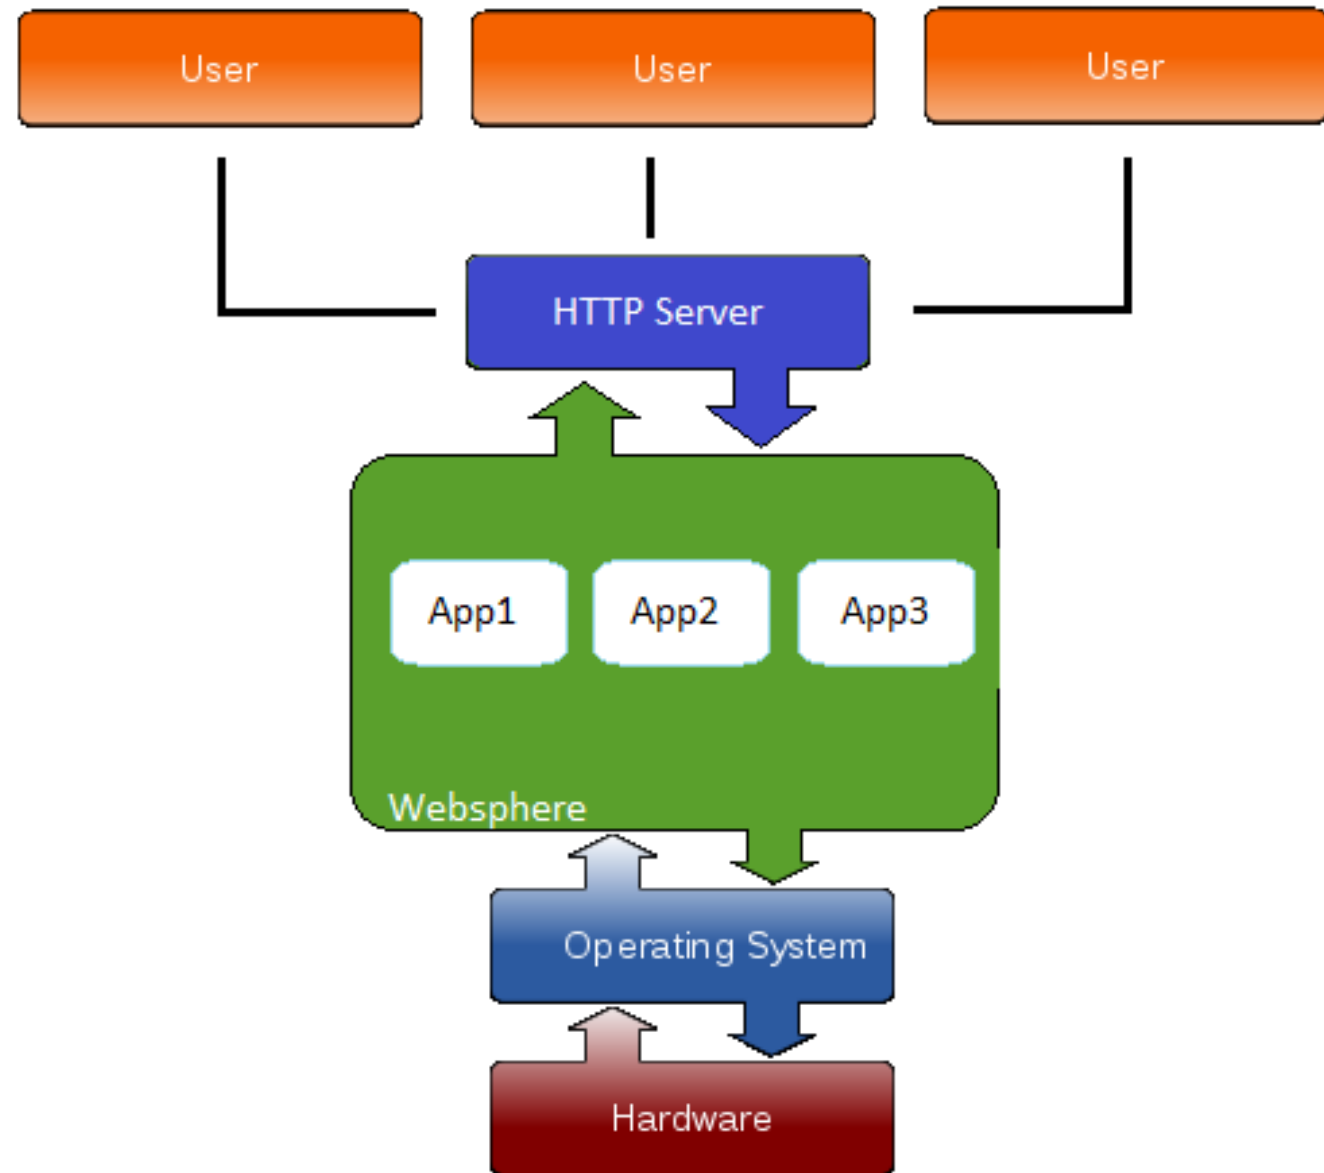 User
User
User
HTTP Server
App1
App2
App3
Websphere
Operating System
Hardware